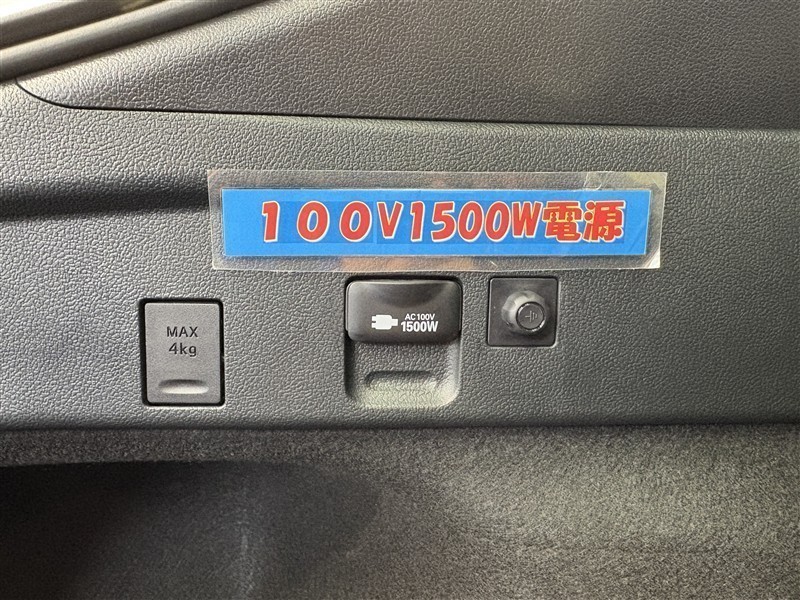 １００V1500W電源
MAX
4kg
AC100V
1500W